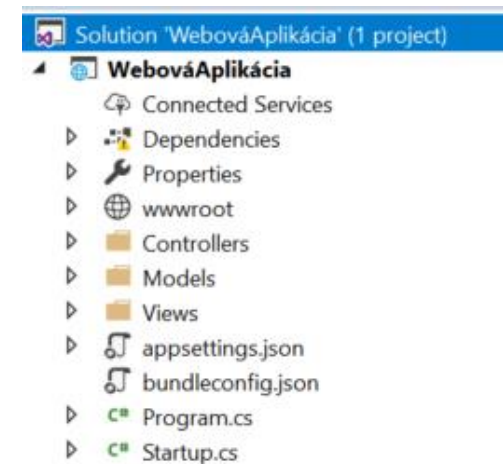 Solution 'WebováAplikácia' (1 project)
WebováAplikácia
Connected Services
Dependencies
Properties
wwwroot
Controllers
Models
Views
appsettings.json
bundleconfig.json
C# Program.cs
C# Startup.cs